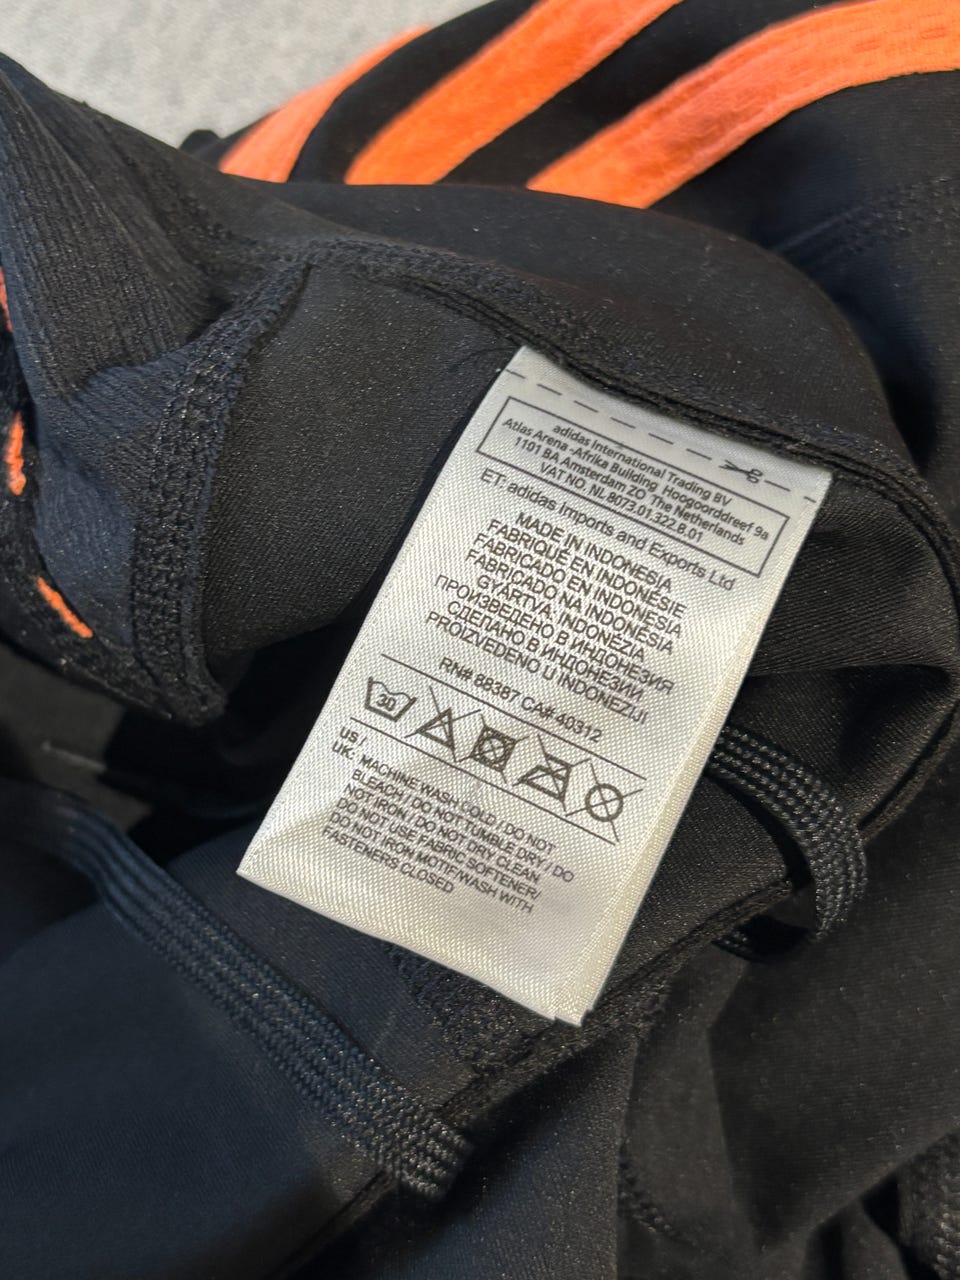 adidas International Trading BV
Atlas Arena -Afrika Building Hoogoorddreef 9a
1101 BA Amsterdam ZO The Netherlands
VAT NO. NL 8073.01.322.B.01
ET: adidas Imports and Exports Ltd
MADE IN INDONESIA
FABRIQUÉ EN INDONÉSIE
FABRICADO EN INDONESIA
FABRICADO NA INDONÉSIA
GYÁRTVA, INDONÉZIA
ПРОИЗВЕДЕНО В ИНДОНЕЗИЯ
СДЕЛАНО В ИНДОНЕЗИИ
PROIZVEDENO U INDONEZIJI
RN# 88387 CA# 40312
30
US /
UK: MACHINE WASH COLD / DO NOT
BLEACH / DO NOT TUMBLE DRY / DO
NOT IRON / DO NOT DRY CLEAN
DO NOT USE FABRIC SOFTENER/
DO NOT IRON MOTIF/WASH WITH
FASTENERS CLOSED